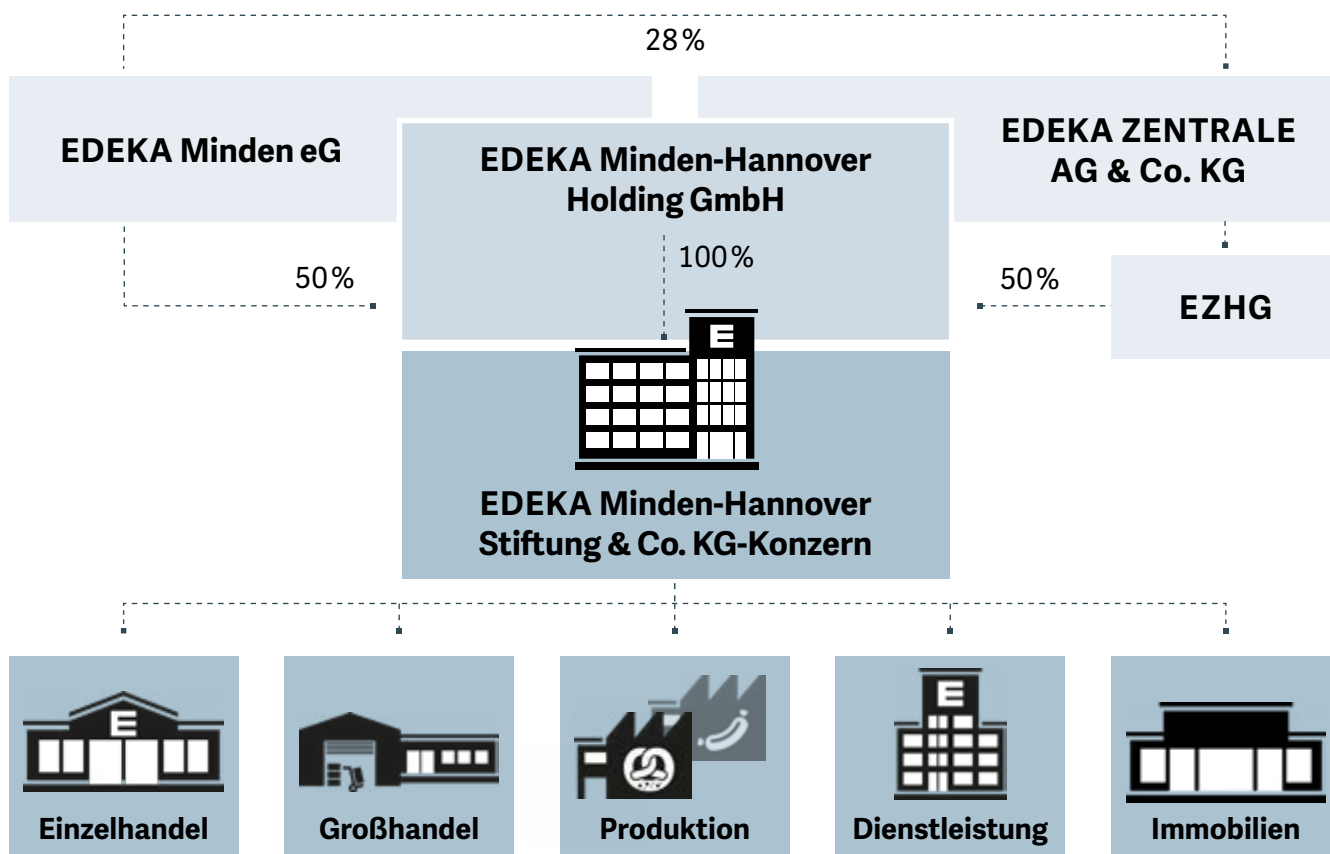 28 %
EDEKA Minden eG
EDEKA Minden-Hannover
Holding GmbH
EDEKA ZENTRALE
AG & Co. KG
100 %
50 %
50 %
EZHG
E
EDEKA Minden-Hannover
Stiftung & Co. KG-Konzern
E
E
Einzelhandel
Großhandel
Produktion
Dienstleistung
Immobilien